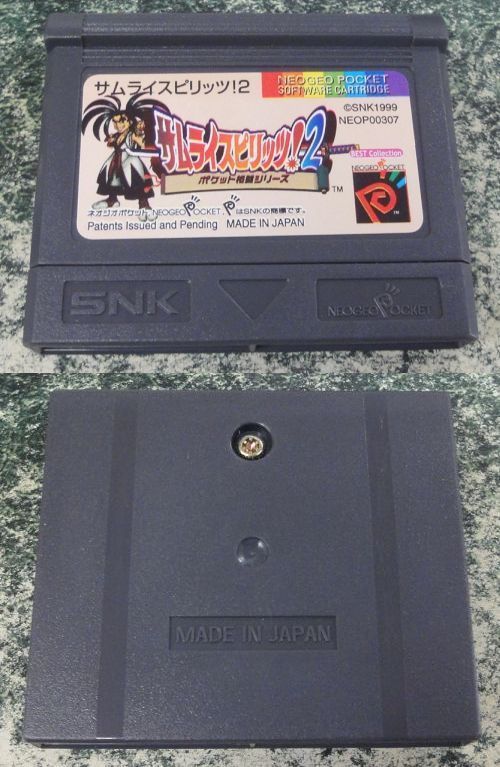 サムライスピリッツ!2
NEOGEO POCKET
SOFTWARE CARTRIDGE
©SNK1999
NEOP00307
サムライスピリッツ!2
ポケット格闘シリーズ
TM
BEST Collection
NEOGEO POCKET
ネオジオポケット、NEOGEO POCKET、PはSNKの商標です。
Patents Issued and Pending MADE IN JAPAN
SNK
NEOGEO POCKET
MADE IN JAPAN